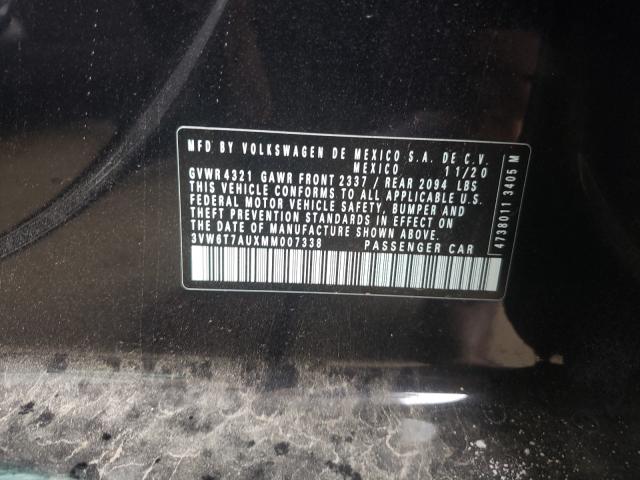 MFD BY VOLKSWAGEN DE MEXICO S.A. DE C.V.
MEXICO 11/20
GVWR 4321 GAWR FRONT 2337 / REAR 2094 LBS
THIS VEHICLE CONFORMS TO ALL APPLICABLE U.S.
FEDERAL MOTOR VEHICLE SAFETY, BUMPER AND
THEFT PREVENTION STANDARDS IN EFFECT ON
THE DATE OF MANUFACTURE SHOWN ABOVE.
3VW6T7AUXMM007338 PASSENGER CAR
4738011 3405 M